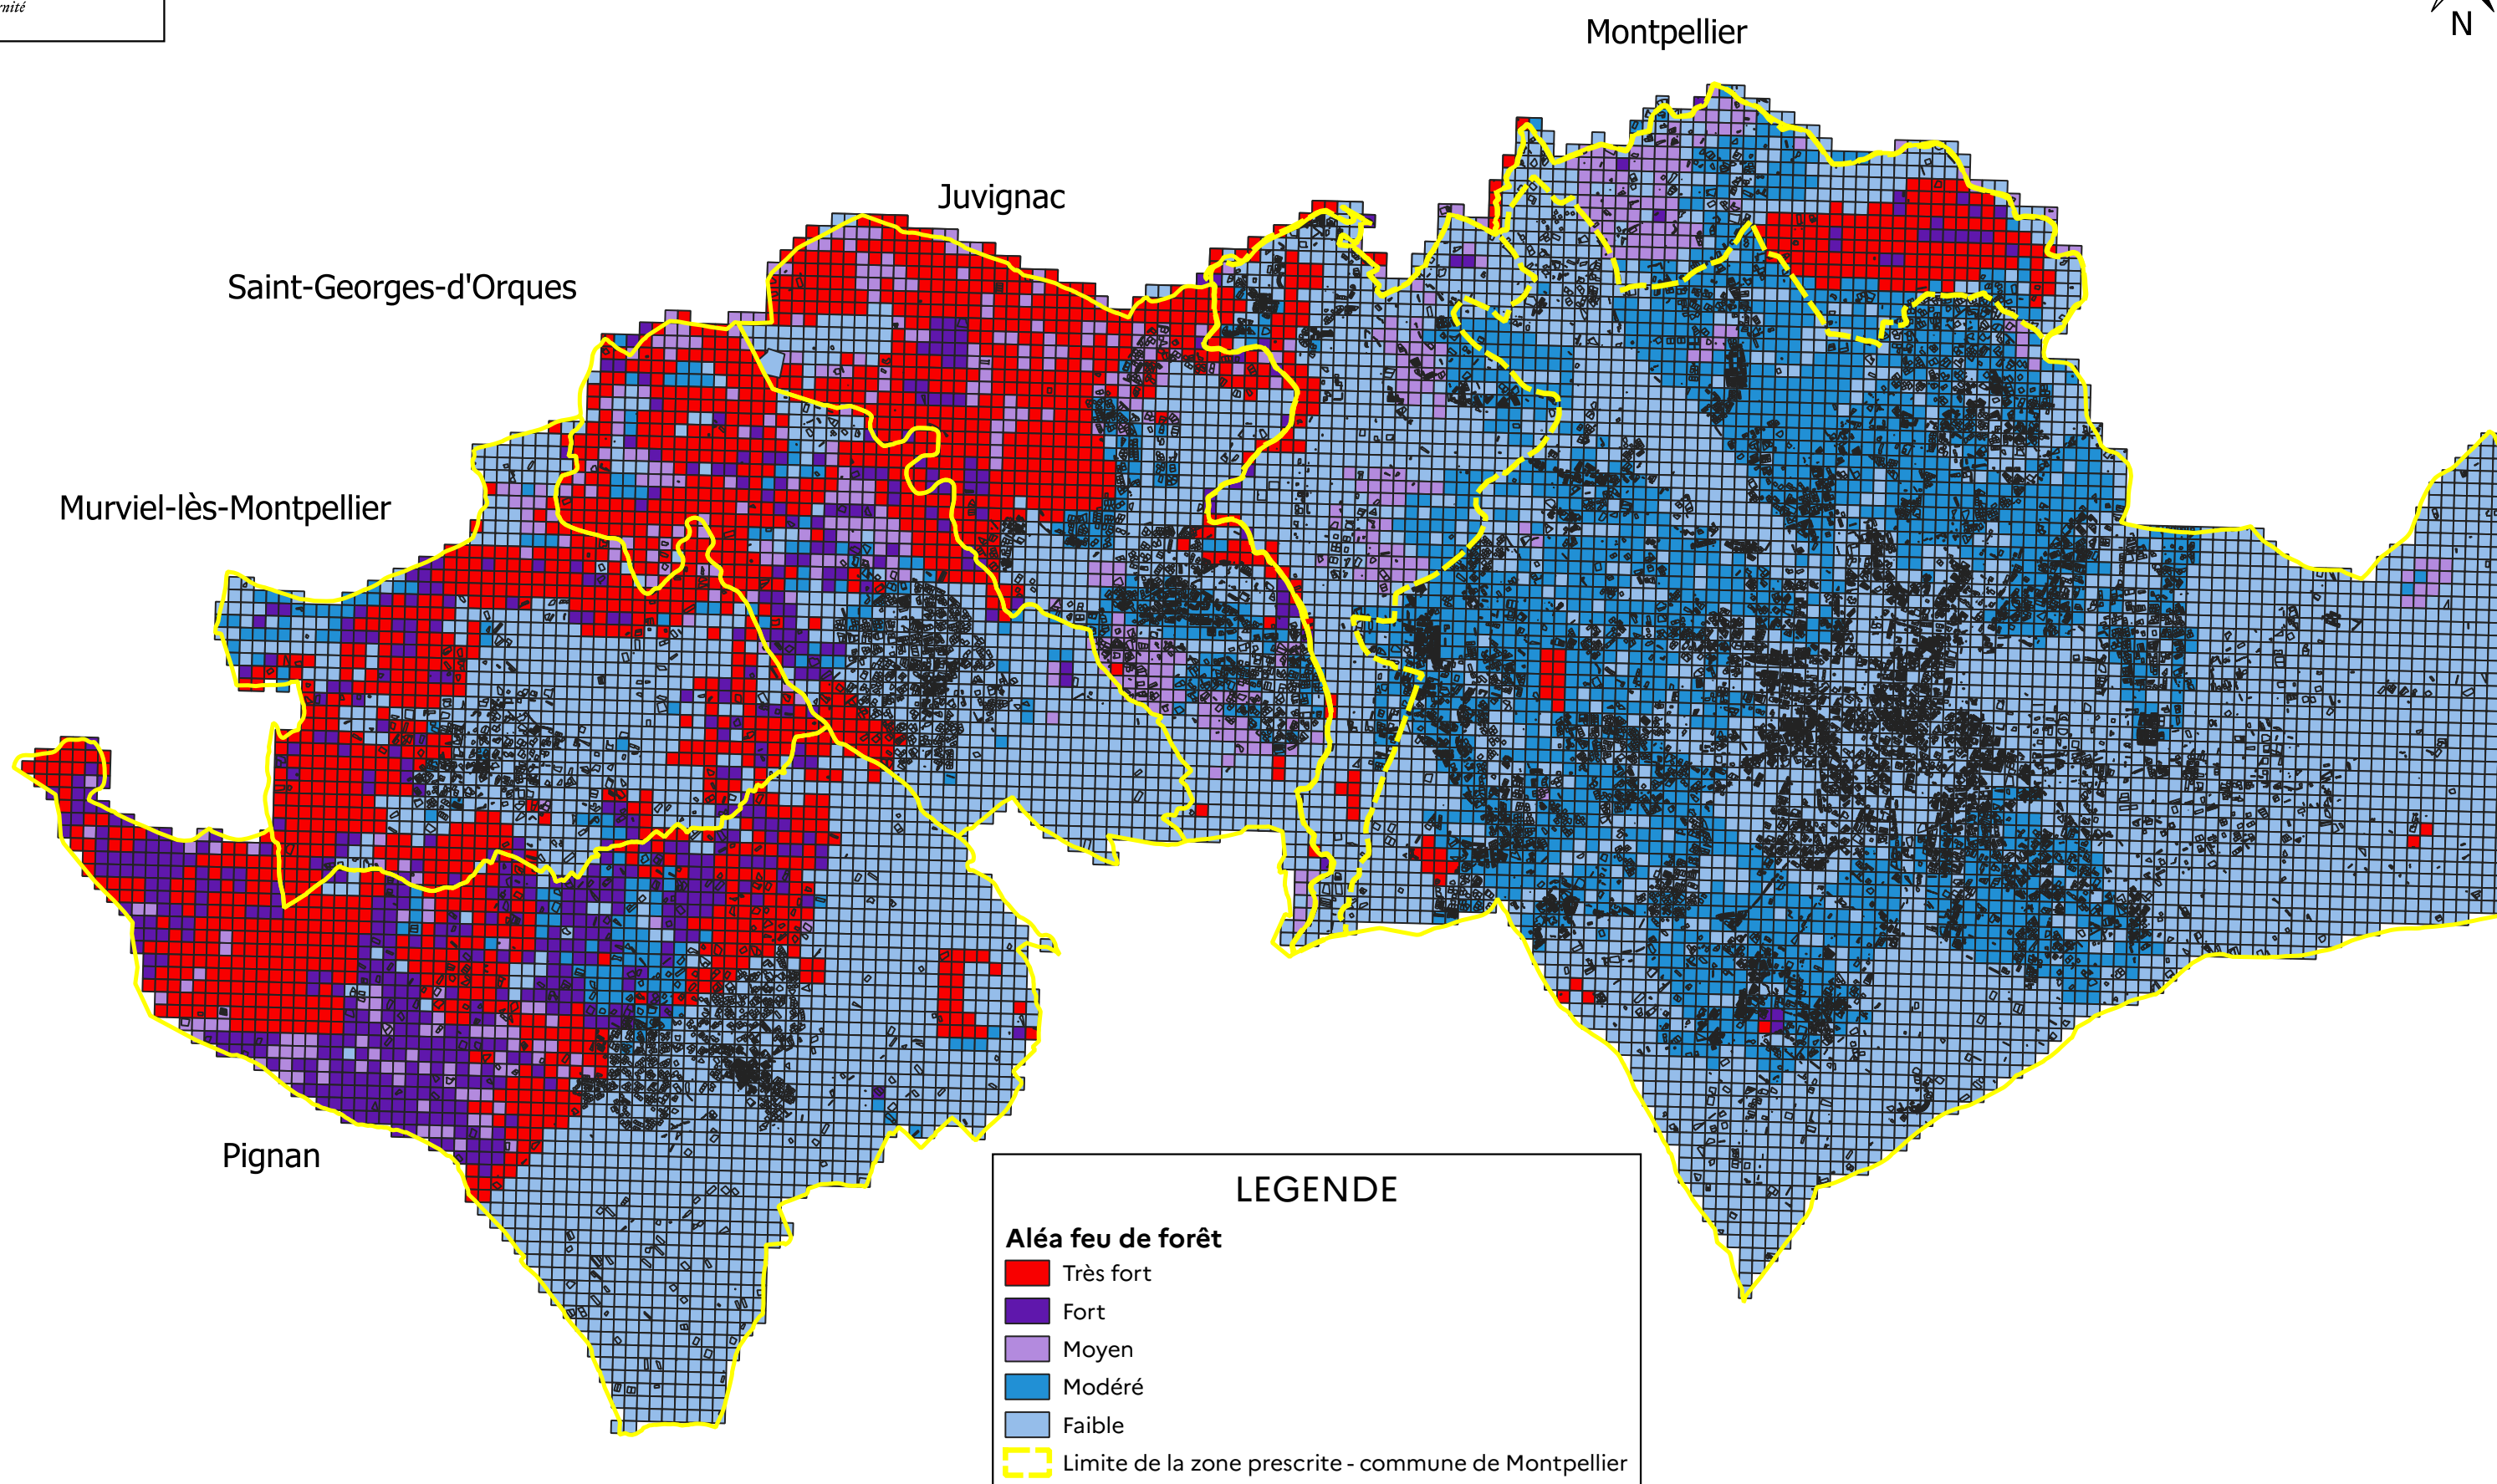 Montpellier
N
Juvignac
Saint-Georges-d'Orques
Murviel-lès-Montpellier
Pignan
LEGENDE
Aléa feu de forêt
Très fort
Fort
Moyen
Modéré
Faible
Limite de la zone prescrite - commune de Montpellier